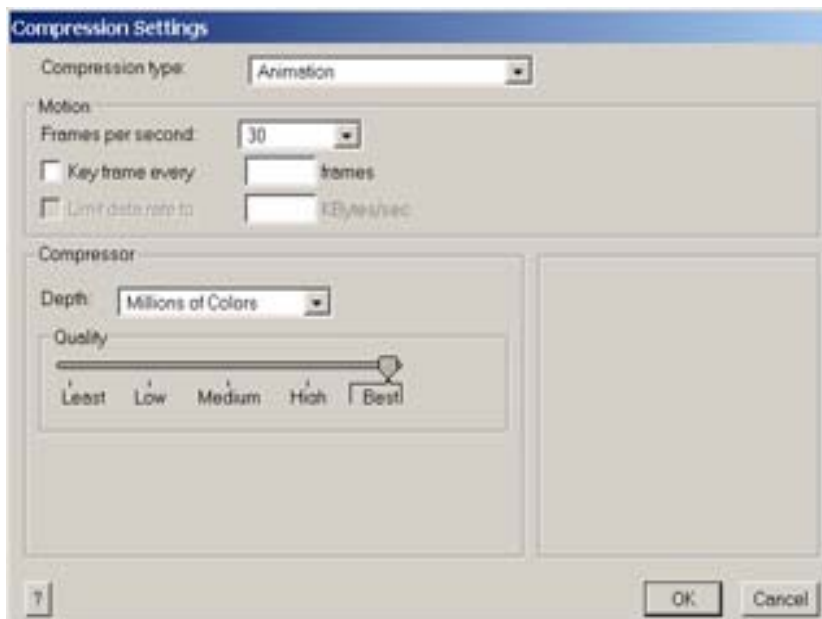 Compression Settings
Compression type: Animation
Motion
Frames per second: 30
Key frame every frames
Limit data rate to KBytes/sec
Compressor
Depth: Millions of Colors
Quality
Least Low Medium High Best
? OK Cancel